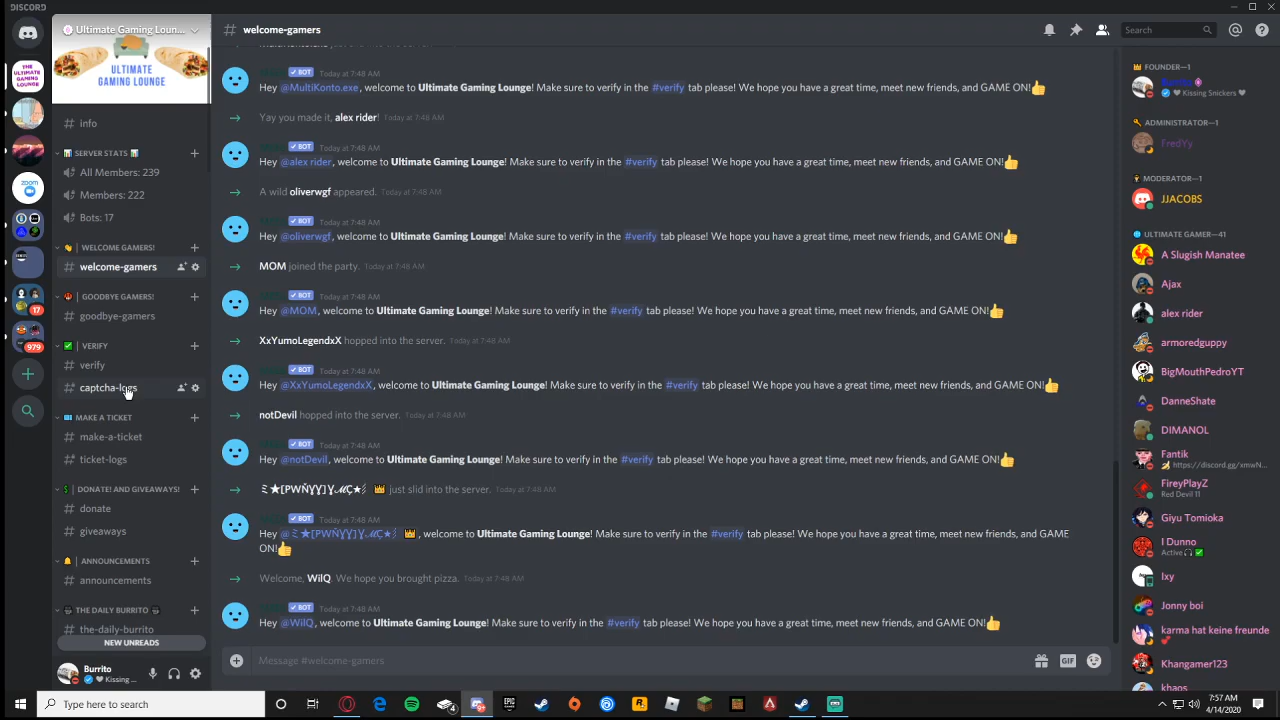 DISCORD
Ultimate Gaming Loun...
THE ULTIMATE GAMING LOUNGE
zoom
17
979
ULTIMATE
GAMING LOUNGE
info
SERVER STATS
All Members: 239
Members: 222
Bots: 17
| WELCOME GAMERS!
welcome-gamers
| GOODBYE GAMERS!
goodbye-gamers
| VERIFY
verify
captcha-logs
MAKE A TICKET
make-a-ticket
ticket-logs
| DONATE! AND GIVEAWAYS!
donate
giveaways
| ANNOUNCEMENTS
announcements
| THE DAILY BURRITO
the-daily-burrito
NEW UNREADS
Burrito
Kissing ...
# welcome-gamers
Search
✔ BOT Today at 7:48 AM
Hey @MultiKonto.exe, welcome to Ultimate Gaming Lounge! Make sure to verify in the #verify tab please! We hope you have a great time, meet new friends, and GAME ON!👍
Yay you made it, alex rider! Today at 7:48 AM
✔ BOT Today at 7:48 AM
Hey @alex rider, welcome to Ultimate Gaming Lounge! Make sure to verify in the #verify tab please! We hope you have a great time, meet new friends, and GAME ON!👍
A wild oliverwgf appeared. Today at 7:48 AM
✔ BOT Today at 7:48 AM
Hey @oliverwgf, welcome to Ultimate Gaming Lounge! Make sure to verify in the #verify tab please! We hope you have a great time, meet new friends, and GAME ON!👍
MOM joined the party. Today at 7:48 AM
✔ BOT Today at 7:48 AM
Hey @MOM, welcome to Ultimate Gaming Lounge! Make sure to verify in the #verify tab please! We hope you have a great time, meet new friends, and GAME ON!👍
XxYumoLegendxX hopped into the server. Today at 7:48 AM
✔ BOT Today at 7:48 AM
Hey @XxYumoLegendxX, welcome to Ultimate Gaming Lounge! Make sure to verify in the #verify tab please! We hope you have a great time, meet new friends, and GAME ON!👍
notDevil hopped into the server. Today at 7:48 AM
✔ BOT Today at 7:48 AM
Hey @notDevil, welcome to Ultimate Gaming Lounge! Make sure to verify in the #verify tab please! We hope you have a great time, meet new friends, and GAME ON!👍
just slid into the server. Today at 7:48 AM
✔ BOT Today at 7:48 AM
Hey , welcome to Ultimate Gaming Lounge! Make sure to verify in the #verify tab please! We hope you have a great time, meet new friends, and GAME
ON!👍
Welcome, WilQ. We hope you brought pizza. Today at 7:48 AM
✔ BOT Today at 7:48 AM
Hey @WilQ, welcome to Ultimate Gaming Lounge! Make sure to verify in the #verify tab please! We hope you have a great time, meet new friends, and GAME ON!👍
Message #welcome-gamers
GIF
FOUNDER—1
Burrito
Kissing Snickers
ADMINISTRATOR—1
FredYy
MODERATOR—1
JJACOBS
ULTIMATE GAMER—41
A Slugish Manatee
Ajax
alex rider
armoredguppy
BigMouthPedroYT
DanneShate
DIMANOL
Fantik
https://discord.gg/xmwN...
FireyPlayZ
Red Devil 11
Giyu Tomioka
I Dunno
Active
Ixy
Jonny boi
karma hat keine freunde
Khangamer123
khaos
Type here to search
4
7:57 AM
4/14/2020